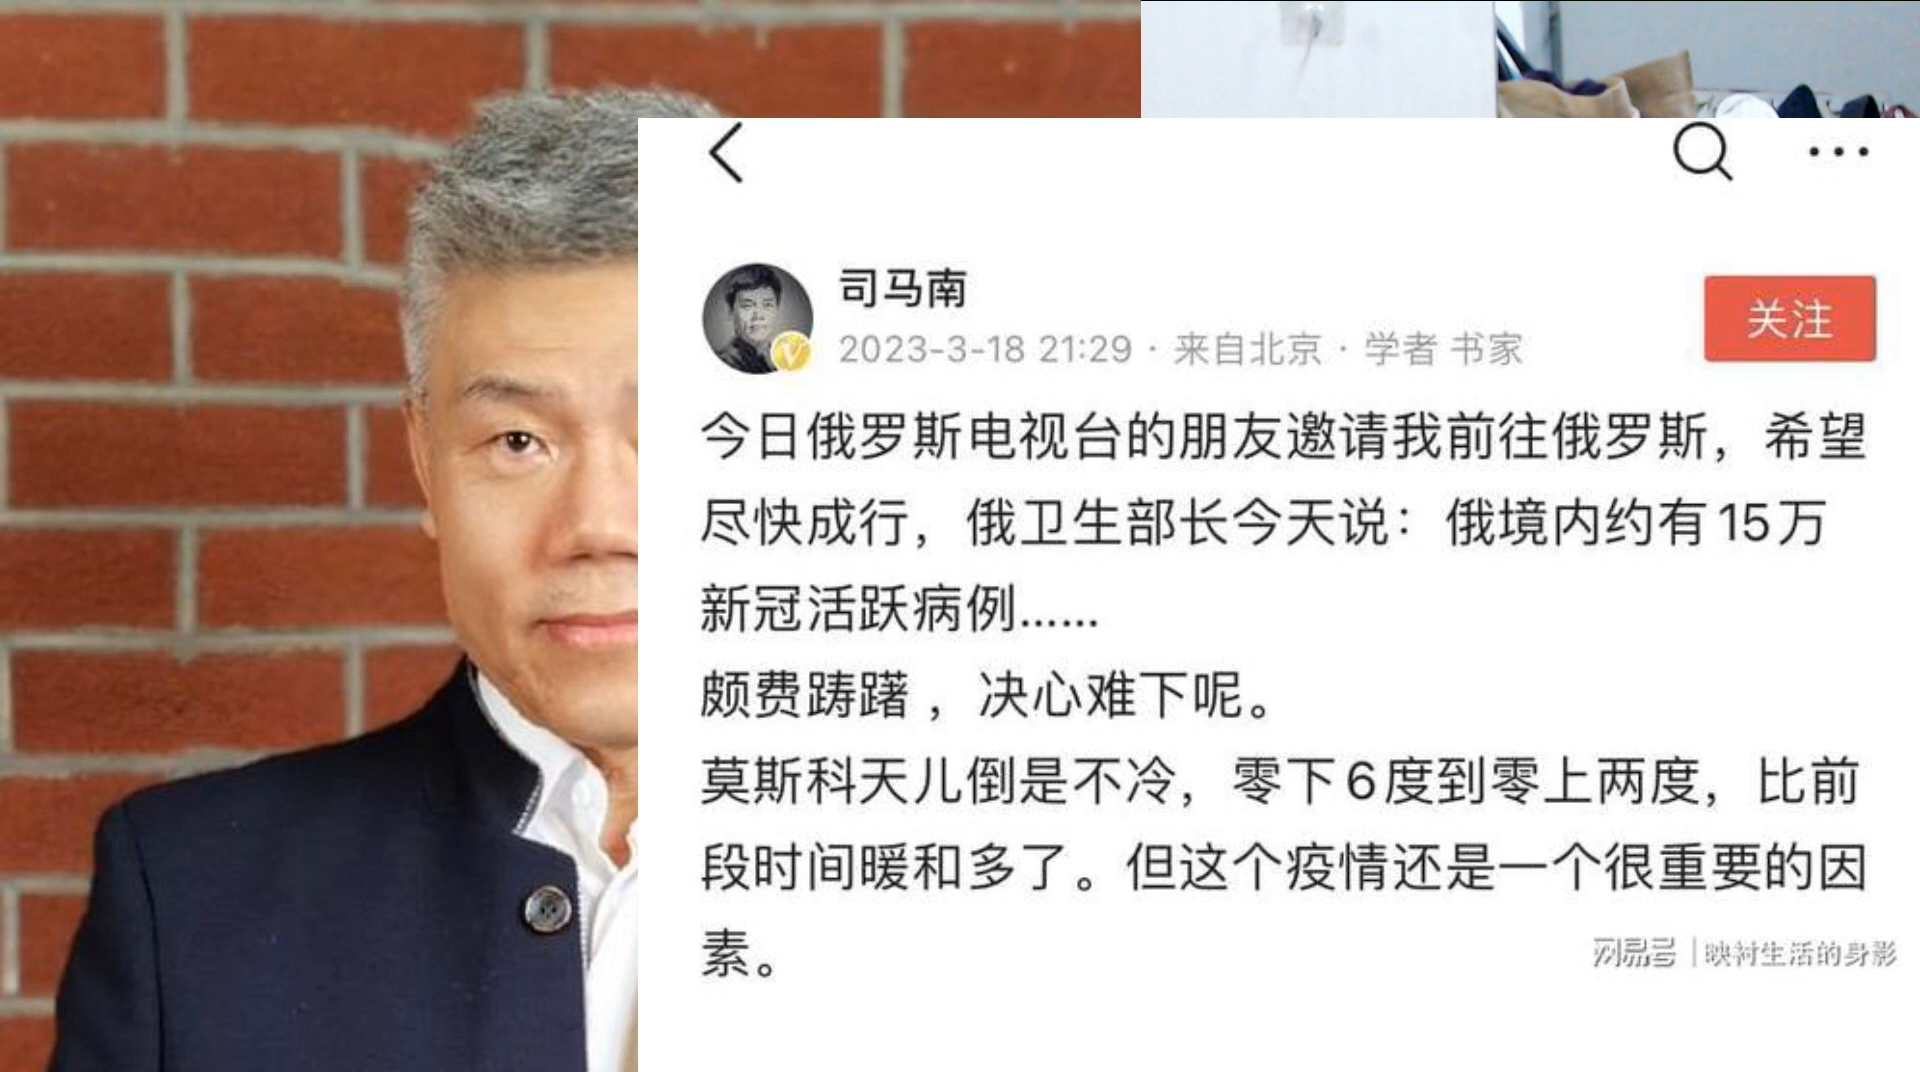 司马南
2023-3-18 21:29 · 来自北京 · 学者 书家
关注
今日俄罗斯电视台的朋友邀请我前往俄罗斯，希望
尽快成行，俄卫生部长今天说：俄境内约有15万
新冠活跃病例……
颇费踌躇，决心难下呢。
莫斯科天儿倒是不冷，零下6度到零上两度，比前
段时间暖和多了。但这个疫情还是一个很重要的因
素。
网易号 | 映衬生活的身影